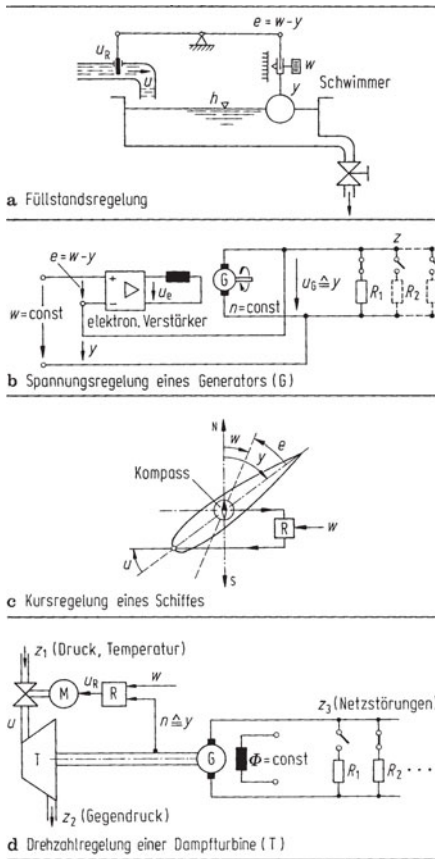 e = w-y
u_R
w
u
h
y
Schwimmer
a Füllstandsregelung
e = w-y
w = const
+
−
u_e
elektron. Verstärker
y
G
n = const
u_G ≙ y
z
R_1
R_2
b Spannungsregelung eines Generators (G)
N
w
e
y
Kompass
R
w
u
S
c Kursregelung eines Schiffes
z_1 (Druck, Temperatur)
u_R
w
M
R
z_3 (Netzstörungen)
u
n ≙ y
T
G
Φ = const
R_1
R_2 · · · ·
z_2 (Gegendruck)
d Drehzahlregelung einer Dampfturbine (T)